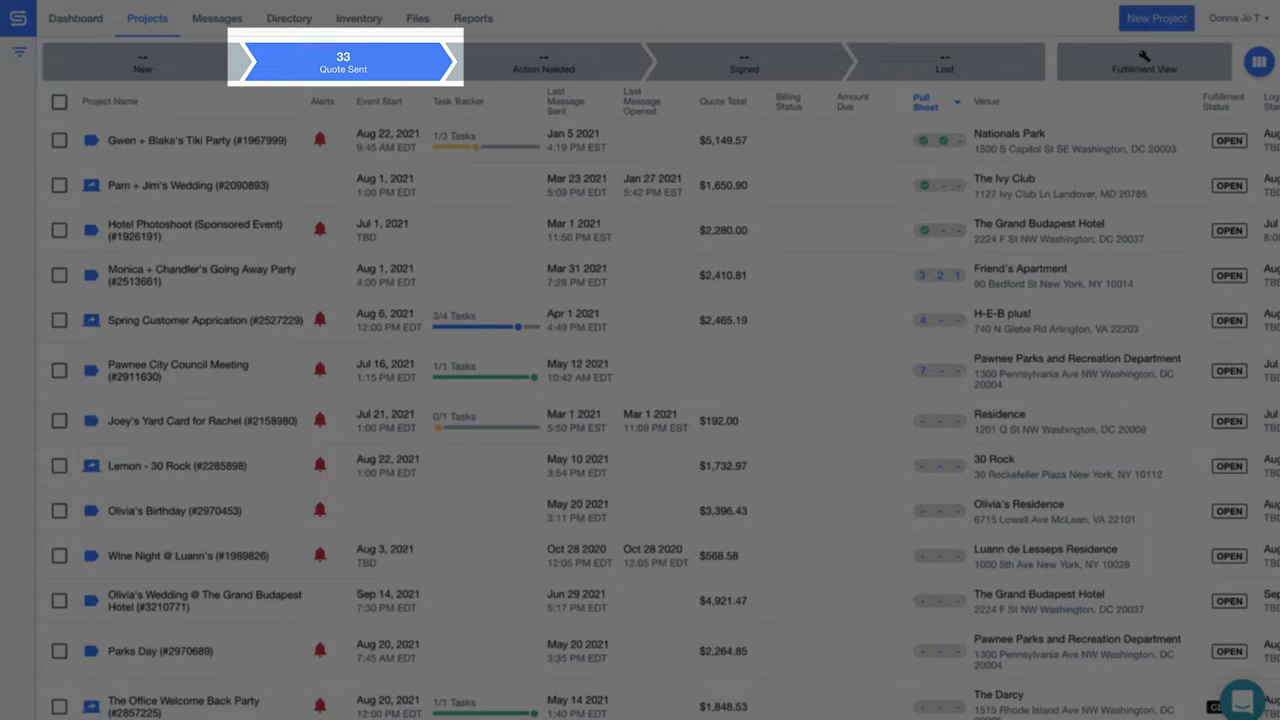 Dashboard Projects Messages Directory Inventory Files Reports New Project Donna Jo T
-- 33 -- -- --
New Quote Sent Action Needed Signed Lost Fulfillment View
Project Name Alerts Event Start Task Tracker Last Message Sent Last Message Opened Quote Total Billing Status Amount Due Pull Sheet Venue Fulfillment Status
Gwen + Blake's Tiki Party (#1967999) Aug 22, 2021 1/3 Tasks Jan 5 2021 $5,149.57 - Nationals Park OPEN
9:45 AM EDT 4:19 PM EST 1500 S Capitol St SE Washington, DC 20003
Pam + Jim's Wedding (#2090893) Aug 1, 2021 Mar 23 2021 Jan 27 2021 $1,650.90 - - The Ivy Club OPEN
1:00 PM EDT 5:09 PM EDT 5:42 PM EST 1127 Ivy Club Ln Landover, MD 20785
Hotel Photoshoot (Sponsored Event) Jul 1, 2021 Mar 1 2021 $2,280.00 - - The Grand Budapest Hotel OPEN Jul
(#1926191) TBD 11:50 PM EST 2224 F St NW Washington, DC 20037
Monica + Chandler's Going Away Party Aug 1, 2021 Mar 31 2021 $2,410.81 3 2 1 Friend's Apartment OPEN
(#2513661) 4:00 PM EDT 7:28 PM EDT 90 Bedford St New York, NY 10014 TBD
Spring Customer Apprication (#2527229) Aug 6, 2021 3/4 Tasks Apr 1 2021 $2,465.19 4 - - H-E-B plus! OPEN
12:00 PM EDT 4:49 PM EDT 740 N Glebe Rd Arlington, VA 22203
Pawnee City Council Meeting Jul 16, 2021 1/1 Tasks May 12 2021 7 - - Pawnee Parks and Recreation Department OPEN Jul
(#2911630) 1:15 PM EDT 10:42 AM EDT 1300 Pennsylvania Ave NW Washington, DC 20004
Joey's Yard Card for Rachel (#2158980) Jul 21, 2021 0/1 Tasks Mar 1 2021 Mar 1 2021 $192.00 - - - Residence OPEN Jul
1:00 PM EDT 5:50 PM EST 11:09 PM EST 1201 Q St NW Washington, DC 20009
Lemon - 30 Rock (#2285898) Aug 22, 2021 May 10 2021 $1,732.97 - - - 30 Rock OPEN
1:00 PM EDT 3:54 PM EDT 30 Rockefeller Plaza New York, NY 10112
Olivia's Birthday (#2970453) May 20 2021 $3,396.43 - - - Olivia's Residence OPEN
3:11 PM EDT 6715 Lowell Ave McLean, VA 22101
Wine Night @ Luann's (#1989826) Aug 3, 2021 Oct 28 2020 Oct 28 2020 $568.58 - - - Luann de Lesseps Residence OPEN
TBD 12:05 PM EDT 12:05 PM EDT 1000 5th Ave New York, NY 10028
Olivia's Wedding @ The Grand Budapest Sep 14, 2021 Jun 29 2021 $4,921.47 - - - The Grand Budapest Hotel OPEN
Hotel (#3210771) 7:30 PM EDT 5:17 PM EDT 2224 F St NW Washington, DC 20037
Parks Day (#2970689) Aug 20, 2021 May 20 2021 $2,264.85 - - - Pawnee Parks and Recreation Department OPEN
7:45 AM EDT 3:35 PM EDT 1300 Pennsylvania Ave NW Washington, DC 20004
The Office Welcome Back Party Aug 20, 2021 1/1 Tasks May 14 2021 $1,848.53 - - - The Darcy
(#2857225) 12:00 PM EDT 1:40 PM EDT 1515 Rhode Island Ave NW Washington, DC